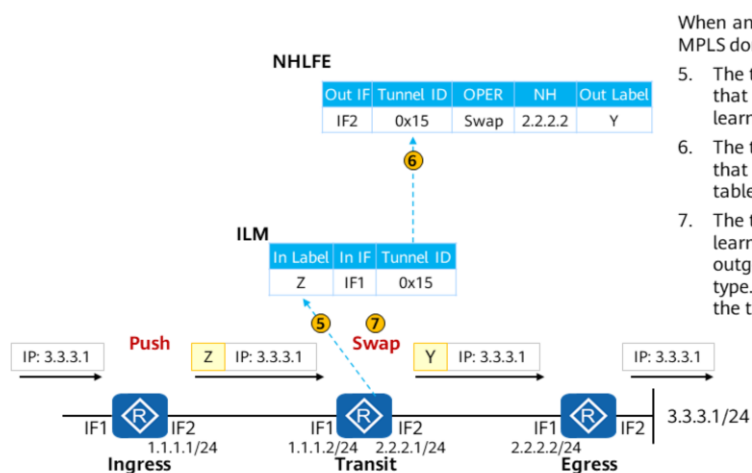 When an
MPLS dor
NHLFE
Out IF Tunnel ID OPER NH Out Label
IF2 0x15 Swap 2.2.2.2 Y
5. The t
that
learn
6. The t
that
table
7. The t
learn
outg
type.
the t
6
ILM
In Label In IF Tunnel ID
Z IF1 0x15
5 7
Push Swap
IP: 3.3.3.1 Z IP: 3.3.3.1 Y IP: 3.3.3.1 IP: 3.3.3.1
R R R
IF1 IF2 IF1 IF2 IF1 IF2 3.3.3.1/24
1.1.1.1/24 1.1.1.2/24 2.2.2.1/24 2.2.2.2/24
Ingress Transit Egress